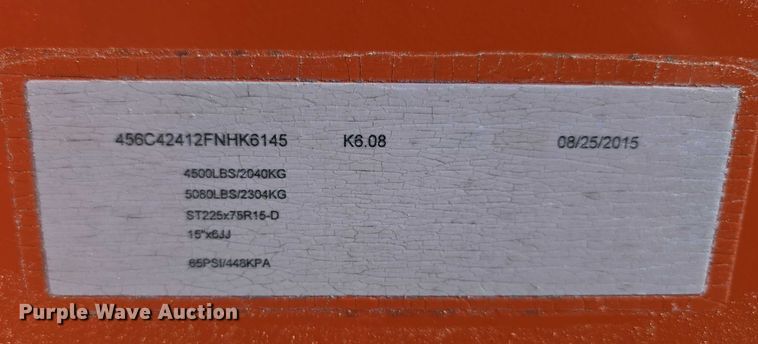 456C42412FNHK6145 K6.08 08/25/2015
4500LBS/2040KG
5080LBS/2304KG
ST225x75R15-D
15"x6JJ
65PSI/448KPA
Purple Wave Auction